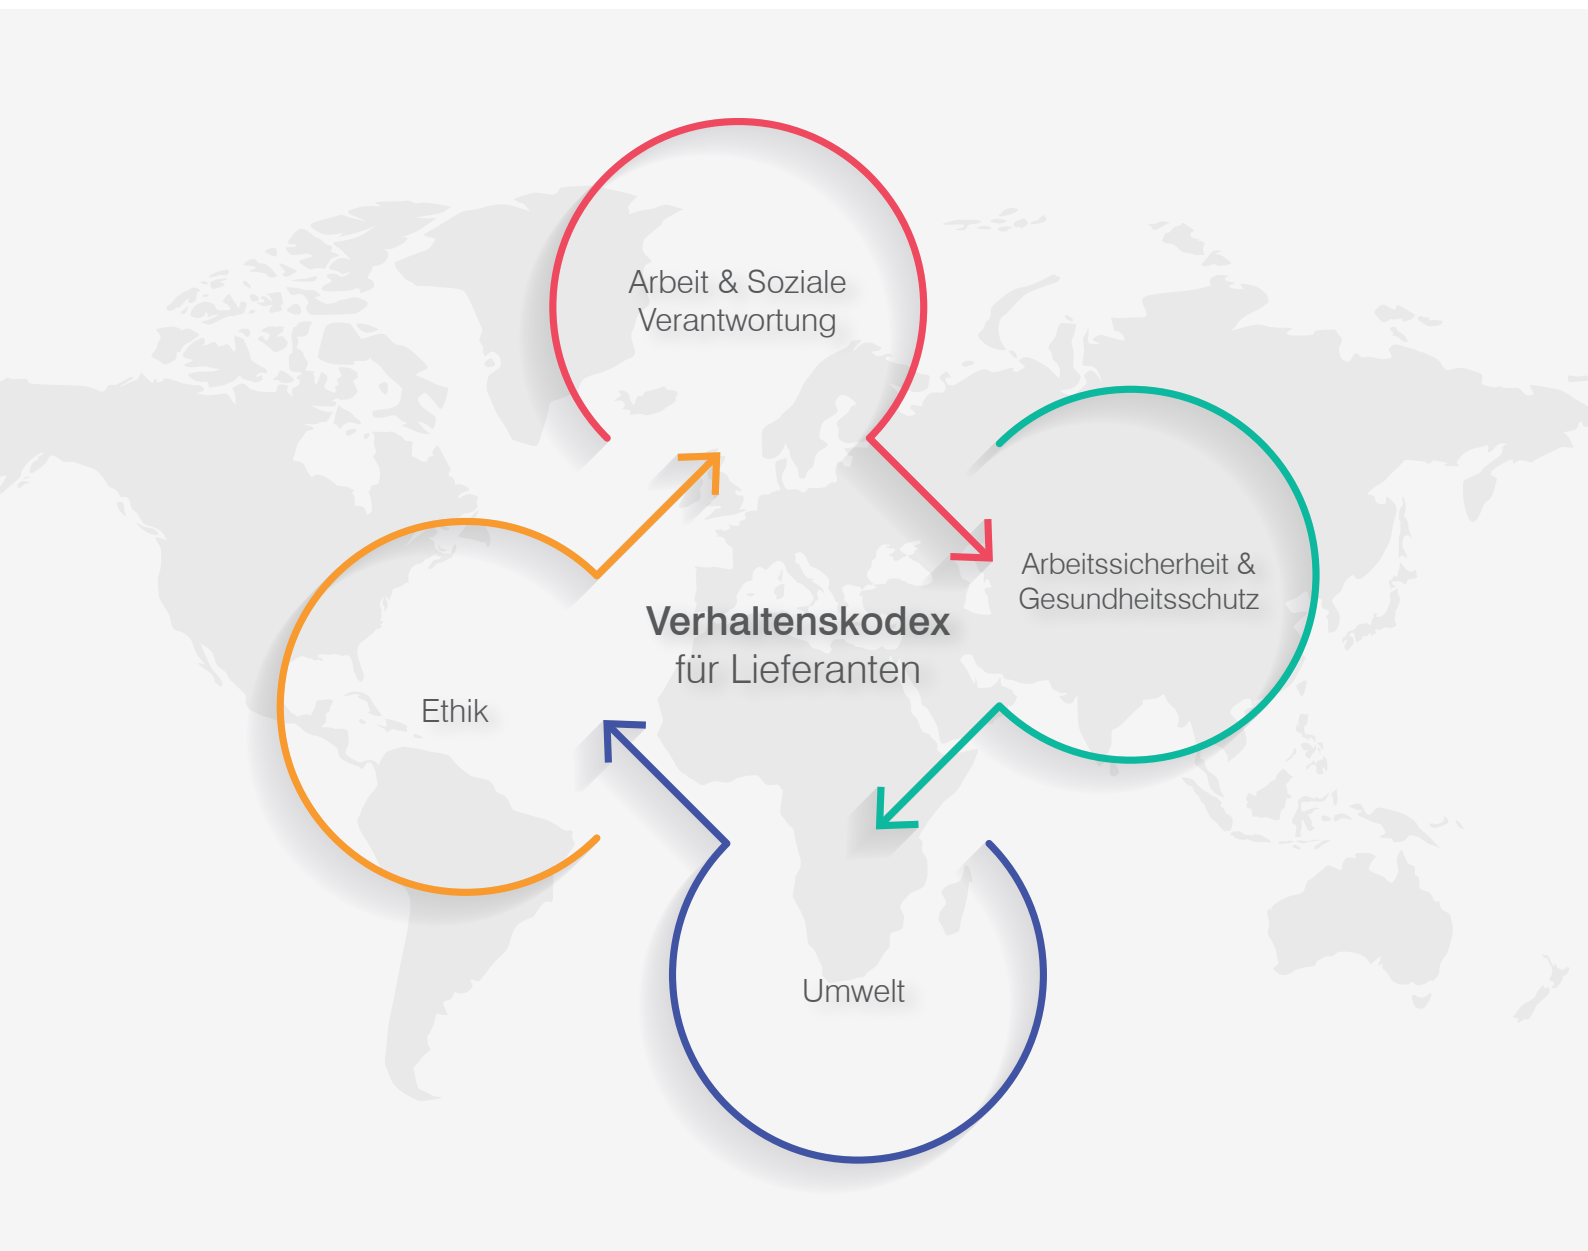 Arbeit & Soziale
Verantwortung
Arbeitssicherheit &
Gesundheitsschutz
Verhaltenskodex
für Lieferanten
Ethik
Umwelt